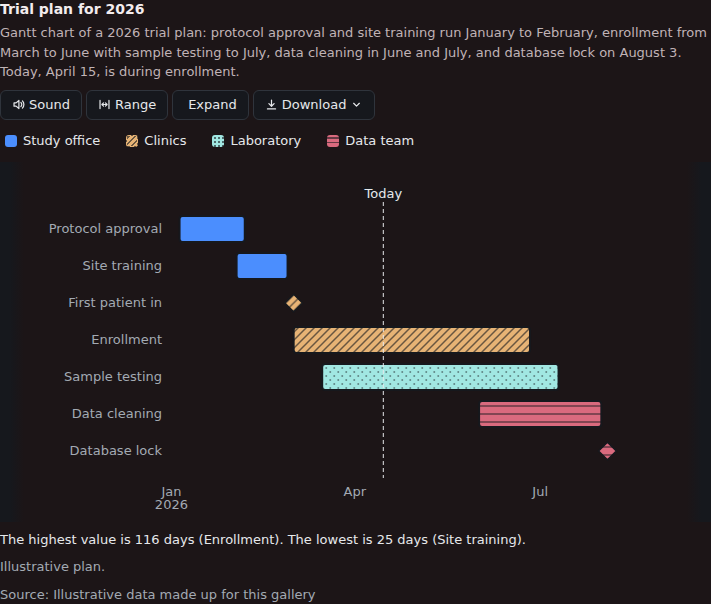 Trial plan for 2026
Gantt chart of a 2026 trial plan: protocol approval and site training run January to February, enrollment from
March to June with sample testing to July, data cleaning in June and July, and database lock on August 3.
Today, April 15, is during enrollment.
Sound
Range
Expand
Download
Study office
Clinics
Laboratory
Data team
Today
Protocol approval
Site training
First patient in
Enrollment
Sample testing
Data cleaning
Database lock
Jan
2026
Apr
Jul
The highest value is 116 days (Enrollment). The lowest is 25 days (Site training).
Illustrative plan.
Source: Illustrative data made up for this gallery